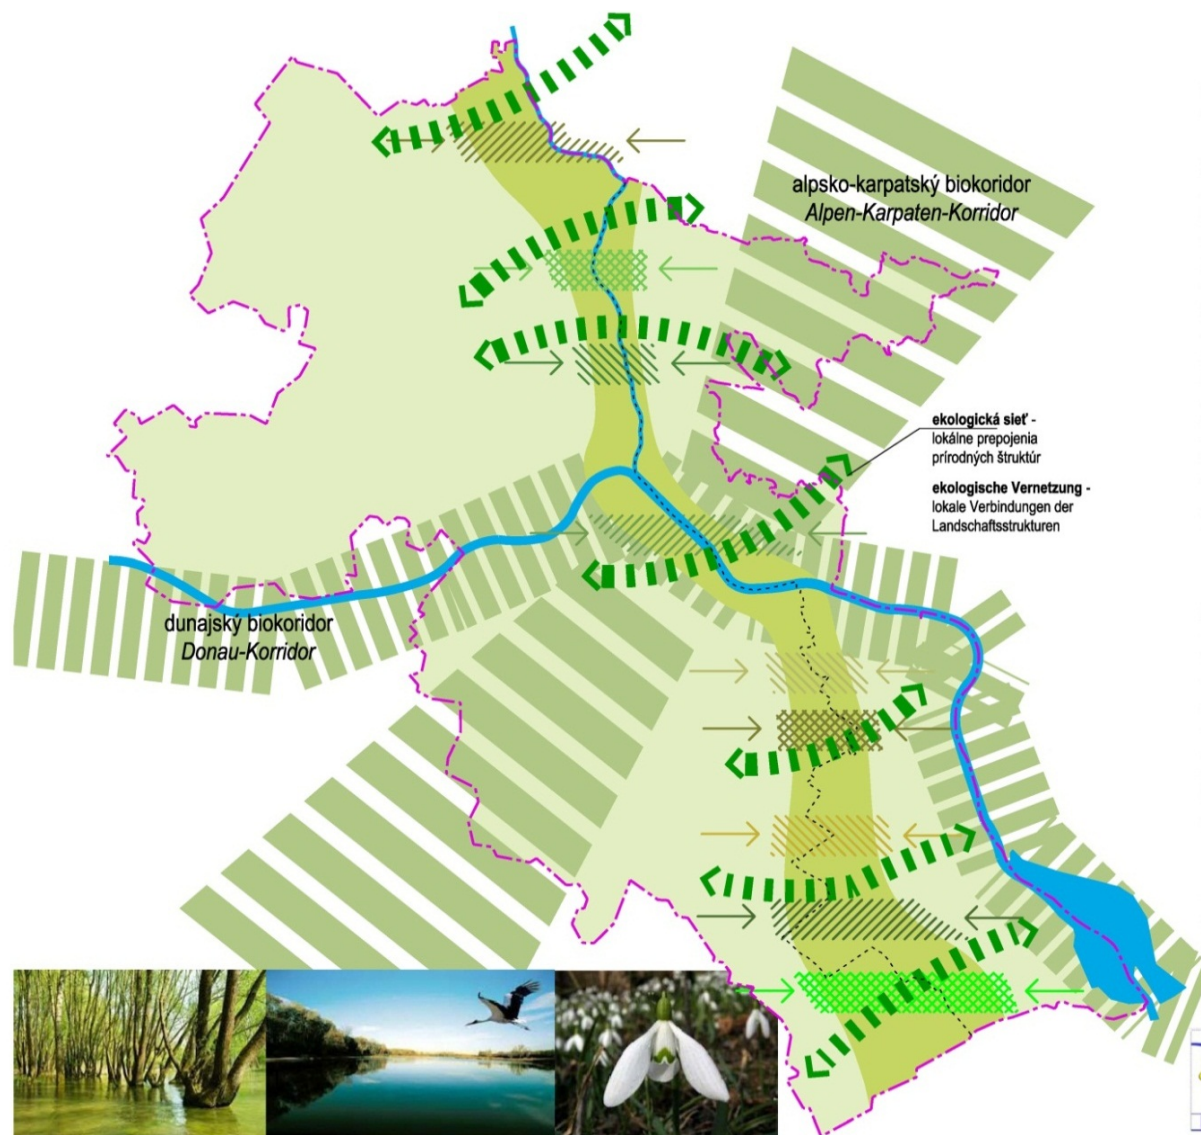 alpsko-karpatský biokoridor
Alpen-Karpaten-Korridor
ekologická sieť -
lokálne prepojenia
prírodných štruktúr
ekologische Vernetzung -
lokale Verbindungen der
Landschaftsstrukturen
dunajský biokoridor
Donau-Korridor